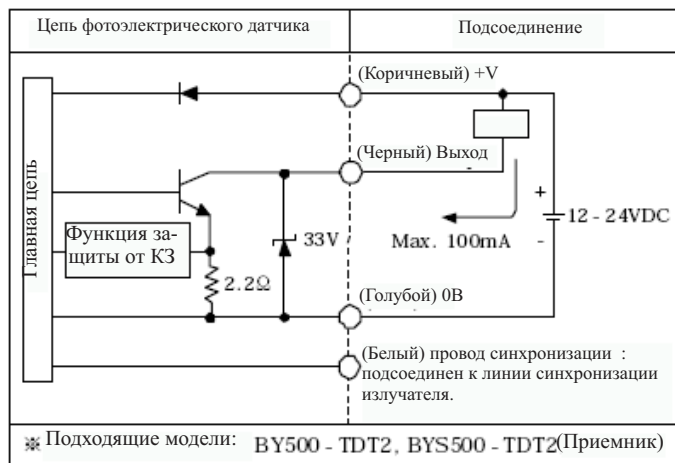 Цепь фотоэлектрического датчика
Подсоединение
(Коричневый) +V
(Черный) Выход
Главная цепь
Функция за-
щиты от КЗ
33V
2.2Ω
+
12 - 24VDC
-
Max. 100mA
(Голубой) 0В
(Белый) провод синхронизации :
подсоединен к линии синхронизации
излучателя.
※ Подходящие модели: BY500 - TDT2, BYS500 - TDT2(Приемник)